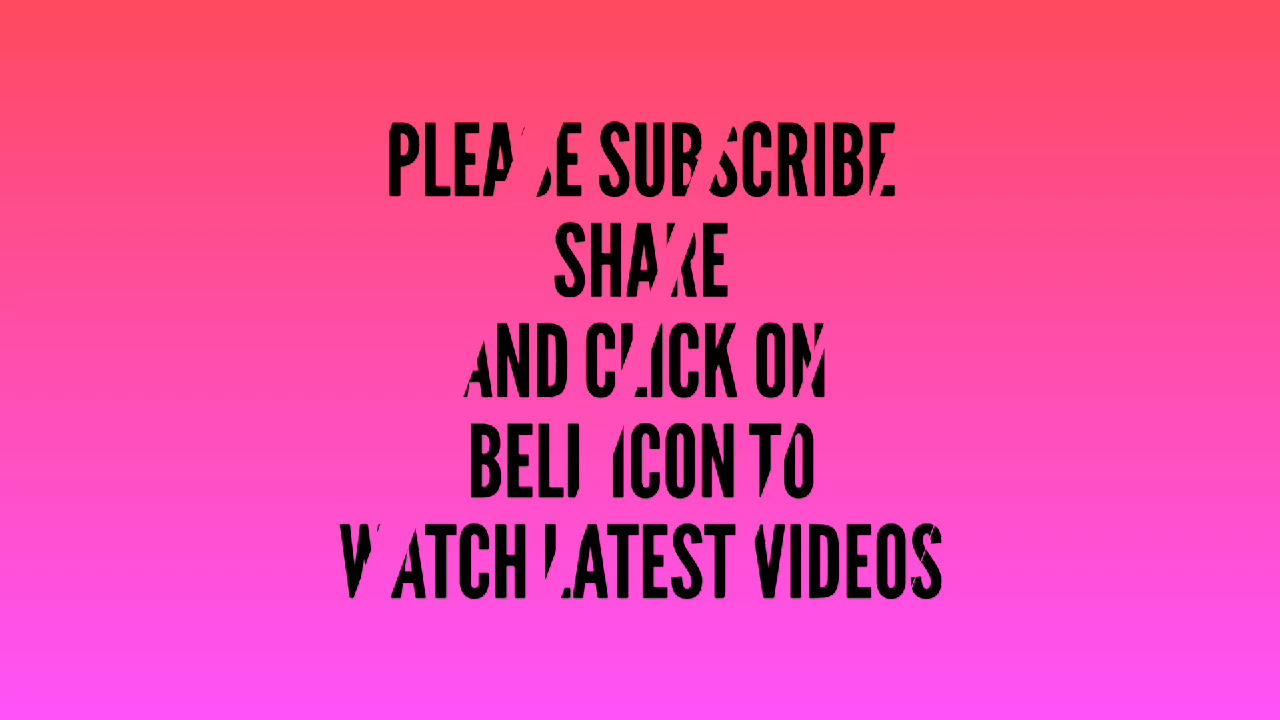 PLEASE SUBSCRIBE
SHARE
AND CLICK ON
BELL ICON TO
WATCH LATEST VIDEOS